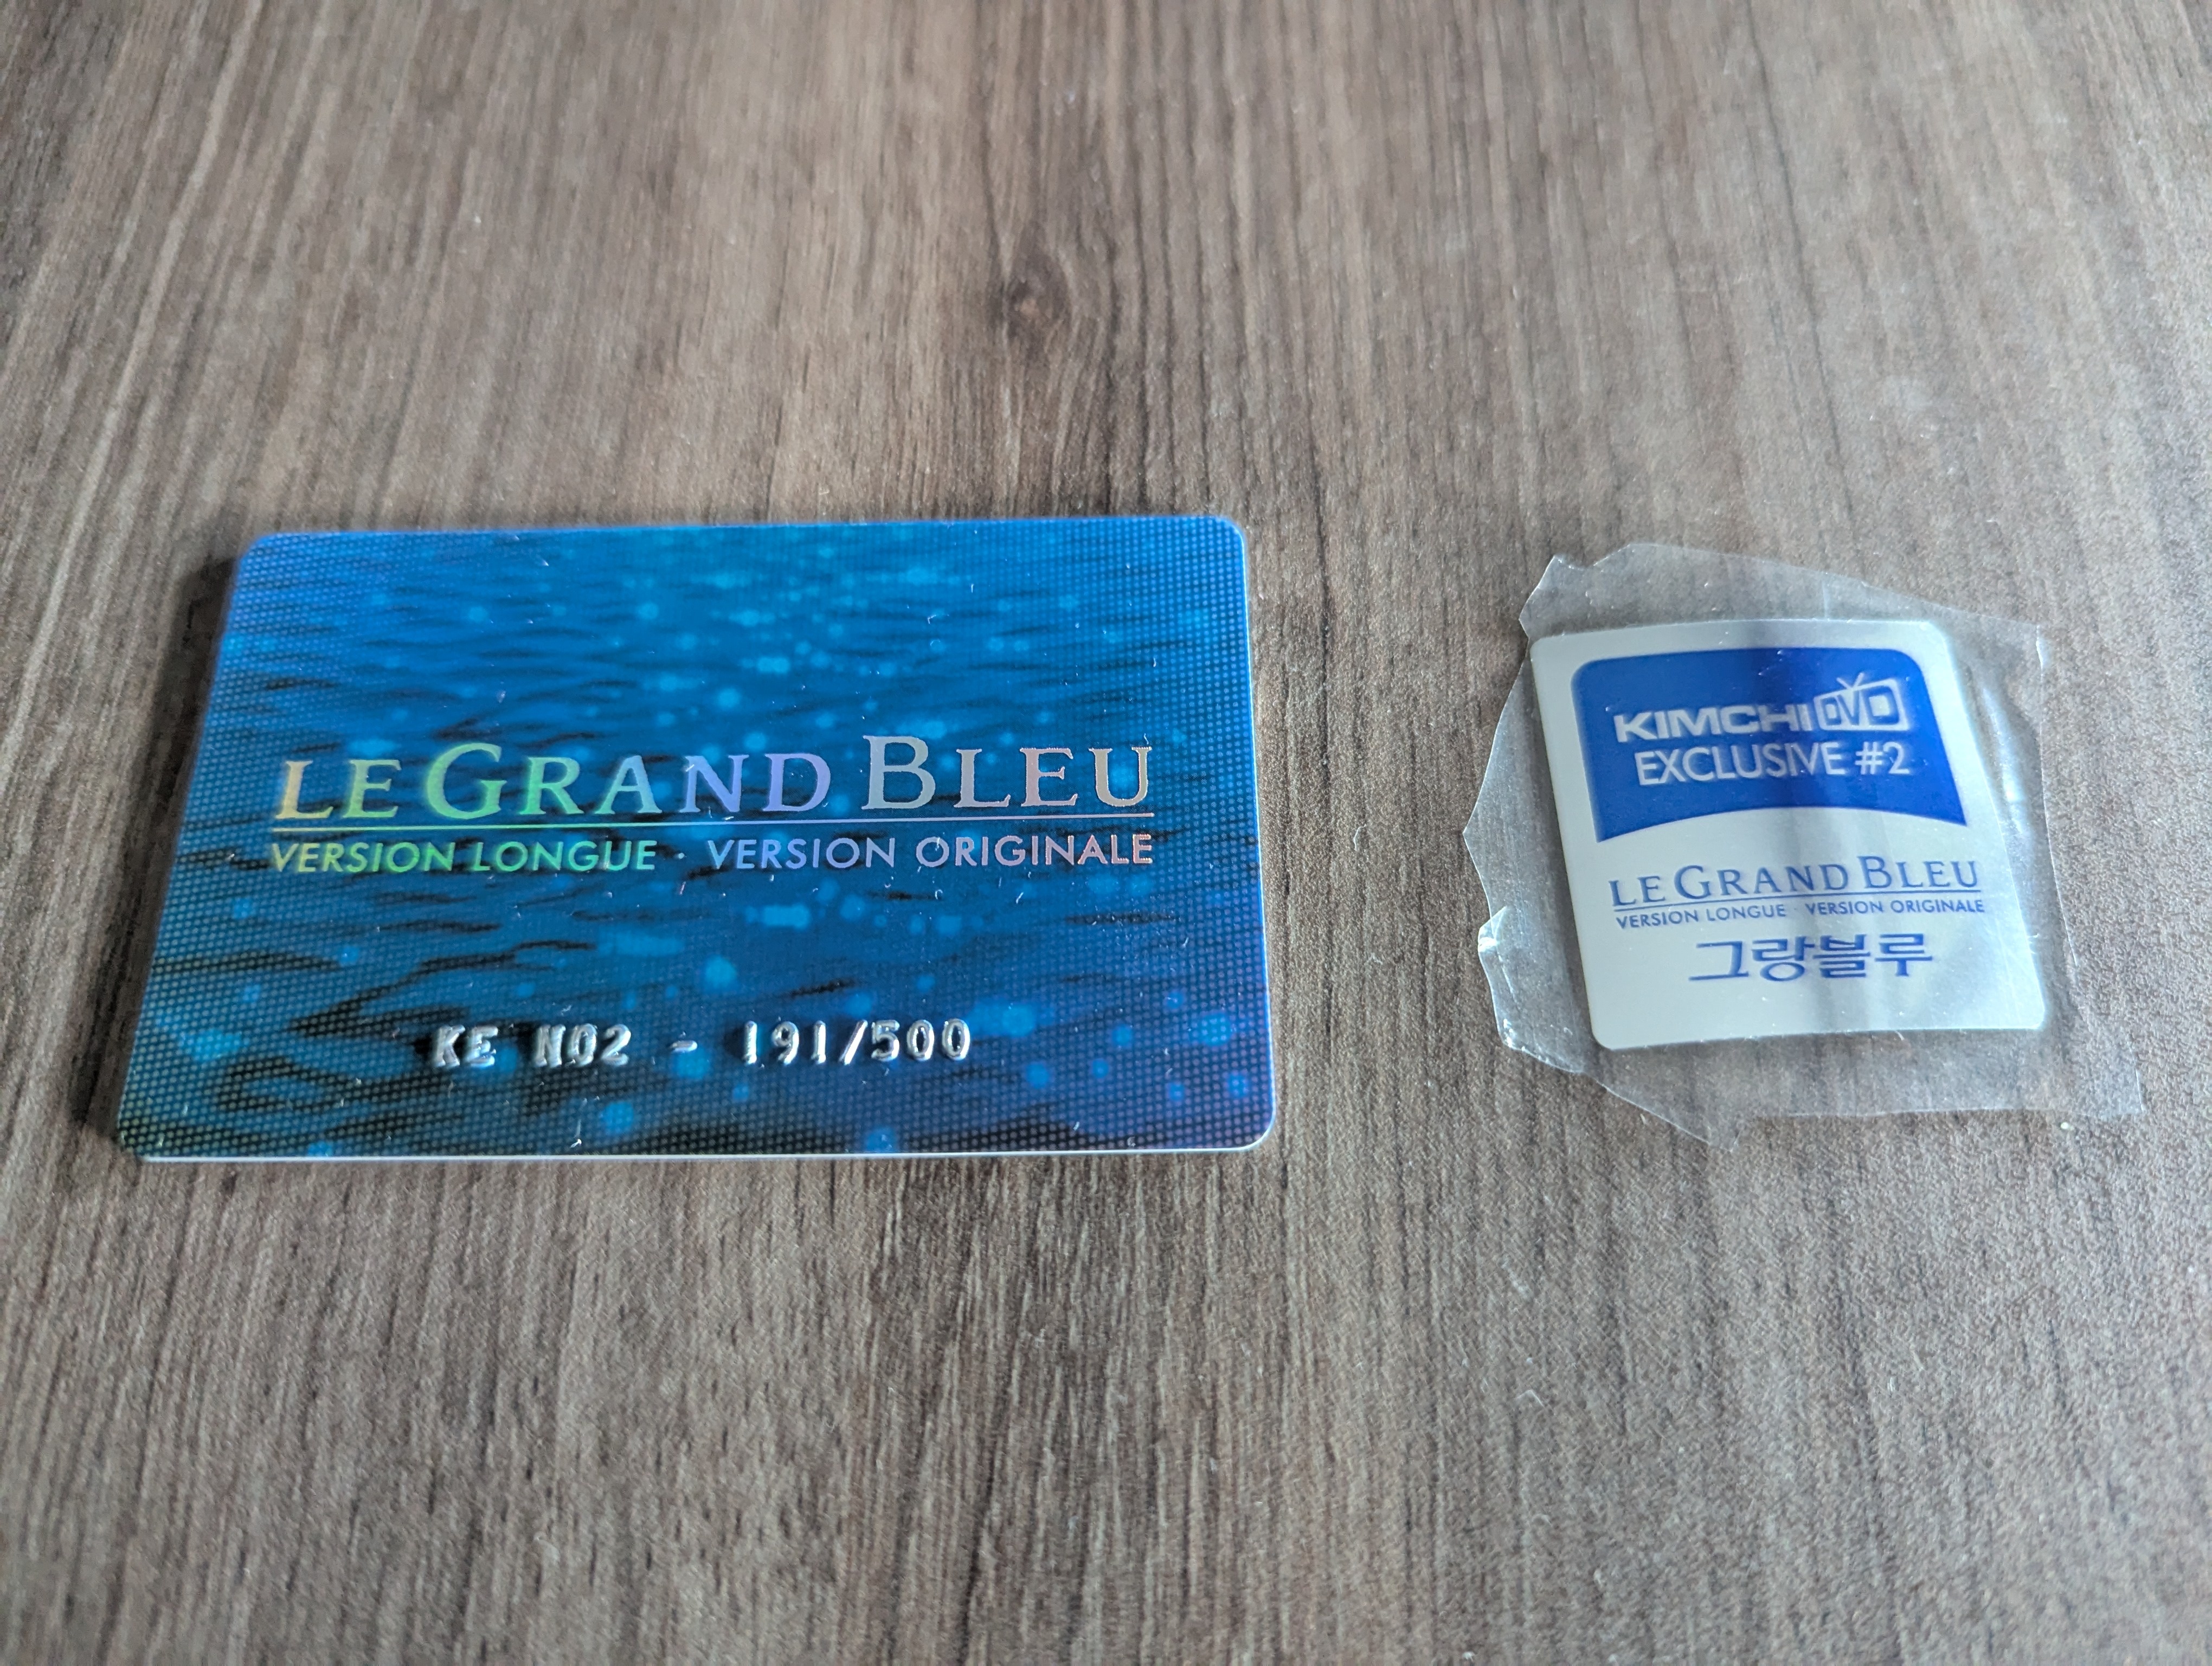 LE GRAND BLEU
VERSION LONGUE · VERSION ORIGINALE
KE NO2 - 191/500
KIMCHI DVD
EXCLUSIVE #2
LE GRAND BLEU
VERSION LONGUE · VERSION ORIGINALE
그랑블루